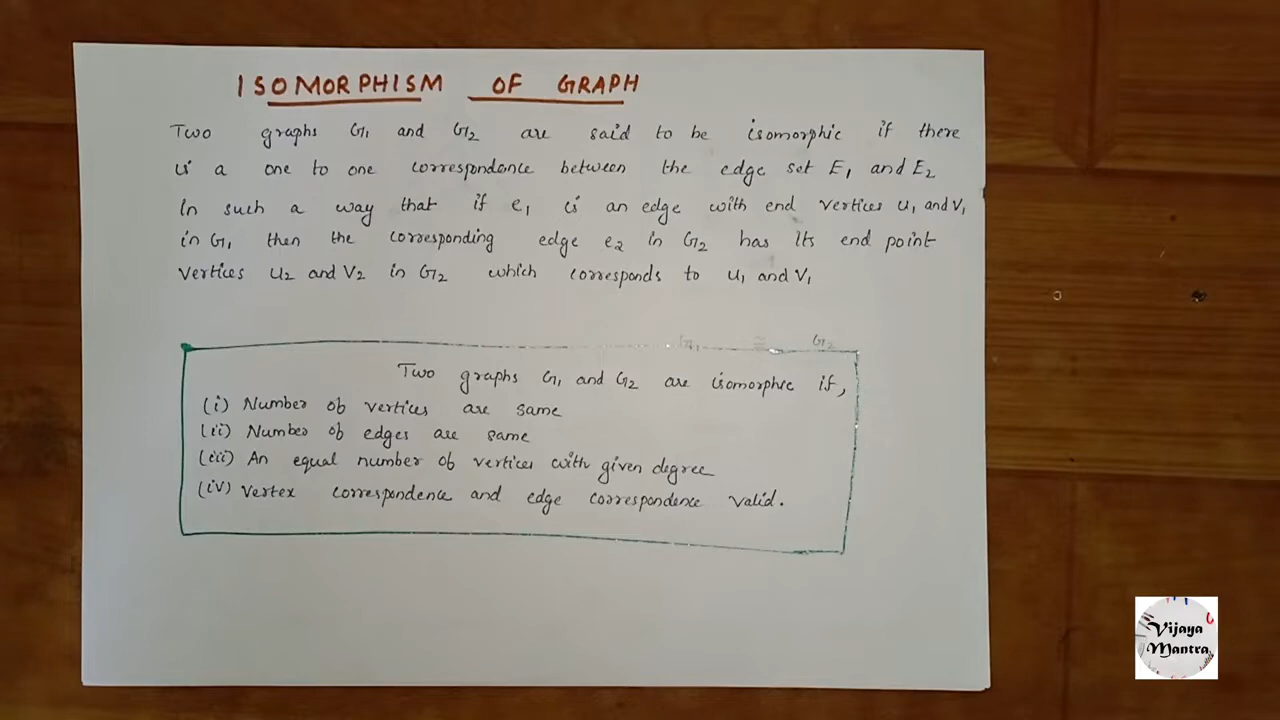 ISOMORPHISM OF GRAPH
Two graphs G1 and G2 are said to be isomorphic if there
is a one to one correspondence between the edge set E1 and E2
In such a way that if e1 is an edge with end vertices u1 and v1
in G1 then the corresponding edge e2 in G2 has its end point
vertices u2 and v2 in G2 which corresponds to u1 and v1
G1 ≅ G2
Two graphs G1 and G2 are isomorphic if,
(i) Number of vertices are same
(ii) Number of edges are same
(iii) An equal number of vertices with given degree
(iv) Vertex correspondence and edge correspondence valid.
Vijaya
Mantra